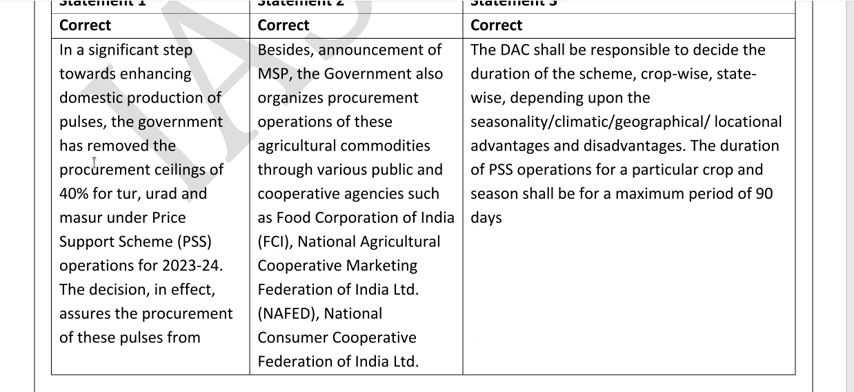 Statement 1
Statement 2
Statement 3
Correct
Correct
Correct
In a significant step
towards enhancing
domestic production of
pulses, the government
has removed the
procurement ceilings of
40% for tur, urad and
masur under Price
Support Scheme (PSS)
operations for 2023-24.
The decision, in effect,
assures the procurement
of these pulses from
Besides, announcement of
MSP, the Government also
organizes procurement
operations of these
agricultural commodities
through various public and
cooperative agencies such
as Food Corporation of India
(FCI), National Agricultural
Cooperative Marketing
Federation of India Ltd.
(NAFED), National
Consumer Cooperative
Federation of India Ltd.
The DAC shall be responsible to decide the
duration of the scheme, crop-wise, state-
wise, depending upon the
seasonality/climatic/geographical/ locational
advantages and disadvantages. The duration
of PSS operations for a particular crop and
season shall be for a maximum period of 90
days
IAS